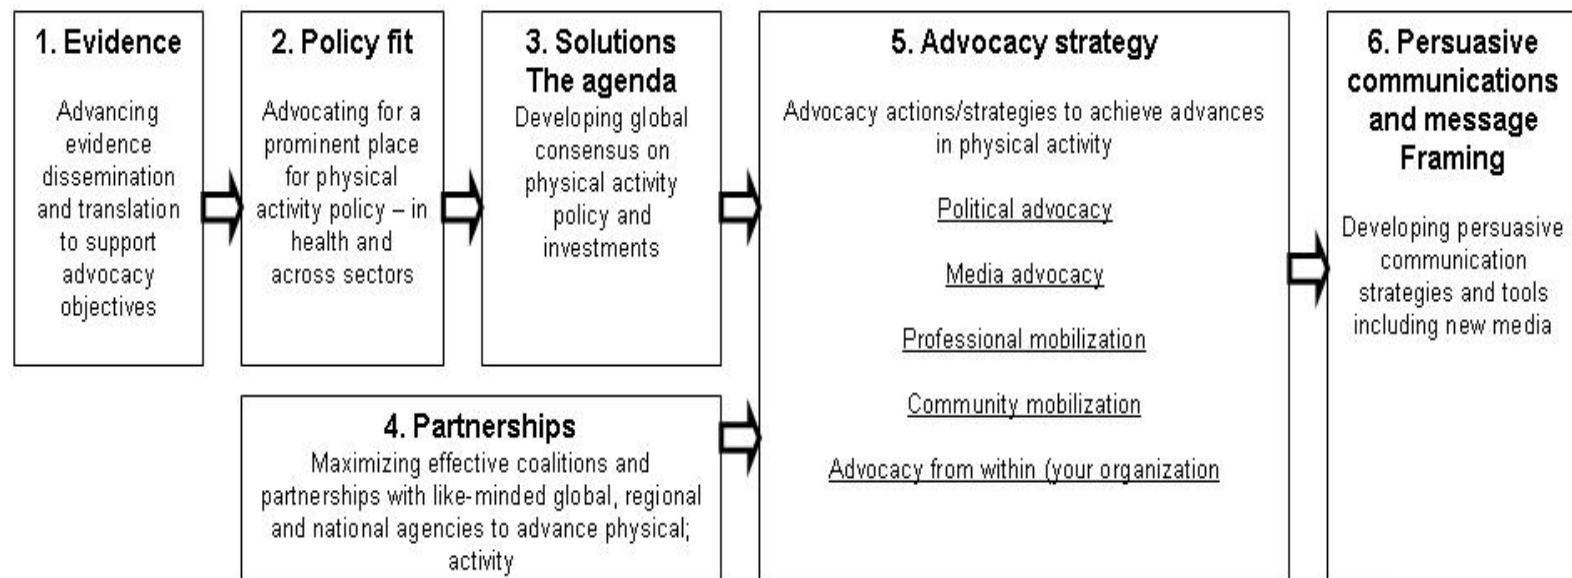 1. Evidence
Advancing
evidence
dissemination
and translation
to support
advocacy
objectives
2. Policy fit
Advocating for a
prominent place
for physical
activity policy – in
health and
across sectors
3. Solutions
The agenda
Developing global
consensus on
physical activity
policy and
investments
4. Partnerships
Maximizing effective coalitions and
partnerships with like-minded global, regional
and national agencies to advance physical;
activity
5. Advocacy strategy
Advocacy actions/strategies to achieve advances
in physical activity
Political advocacy
Media advocacy
Professional mobilization
Community mobilization
Advocacy from within (your organization
6. Persuasive
communications
and message
Framing
Developing persuasive
communication
strategies and tools
including new media